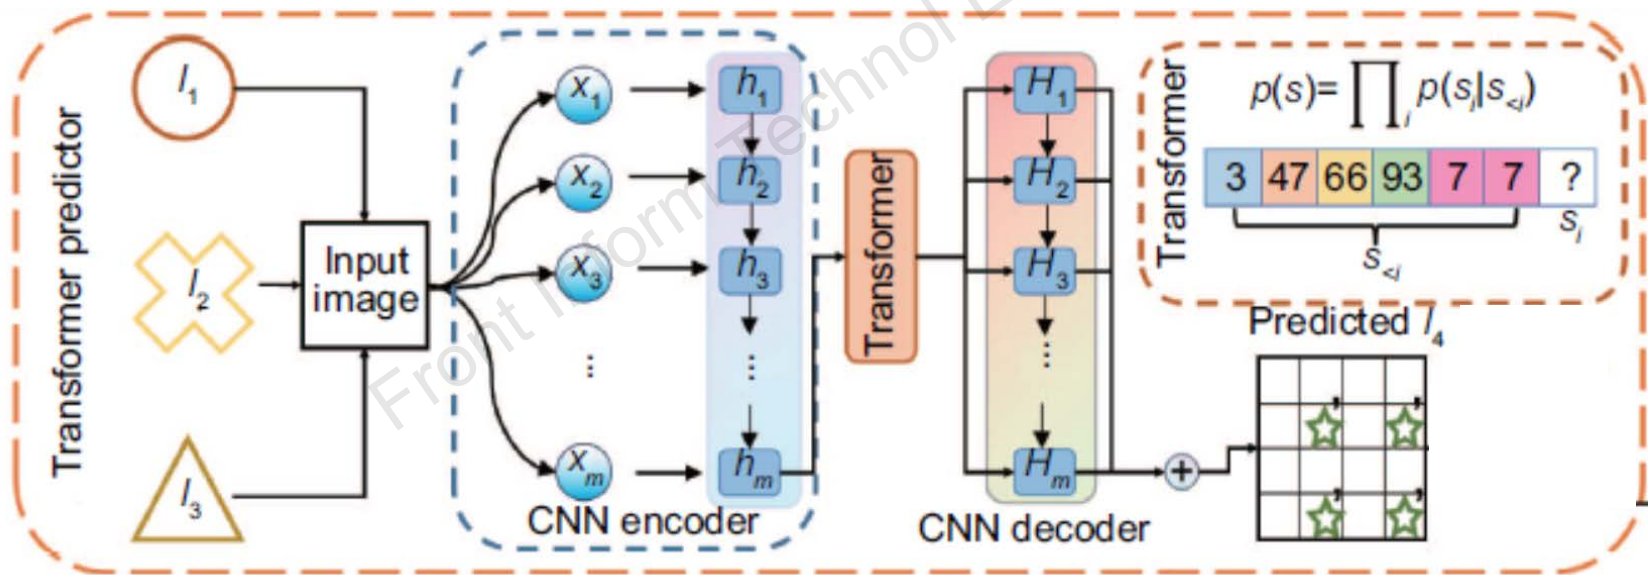 Transformer predictor
I₁
I₂
I₃
Input
image
x₁
x₂
x₃
...
xₘ
h₁
h₂
h₃
...
hₘ
CNN encoder
Transformer
H₁
H₂
H₃
...
Hₘ
CNN decoder
+
Transformer
p(s)=∏ᵢ p(sᵢ|s<ᵢ)
3 47 66 93 7 7 ?
s<ᵢ
sᵢ
Predicted I₄
Front Inform Technol